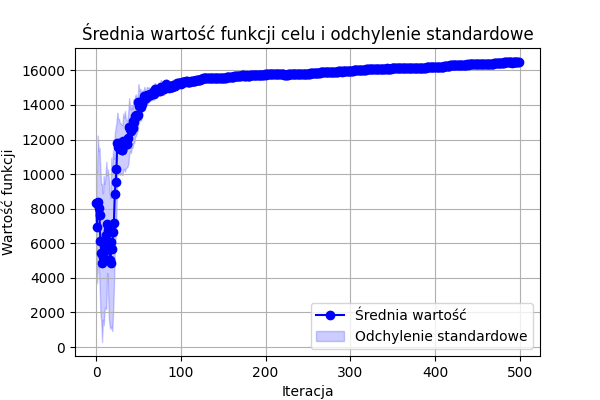 Średnia wartość funkcji celu i odchylenie standardowe
16000
14000
12000
10000
8000
6000
4000
2000
0
Wartość funkcji
Średnia wartość
Odchylenie standardowe
0 100 200 300 400 500
Iteracja